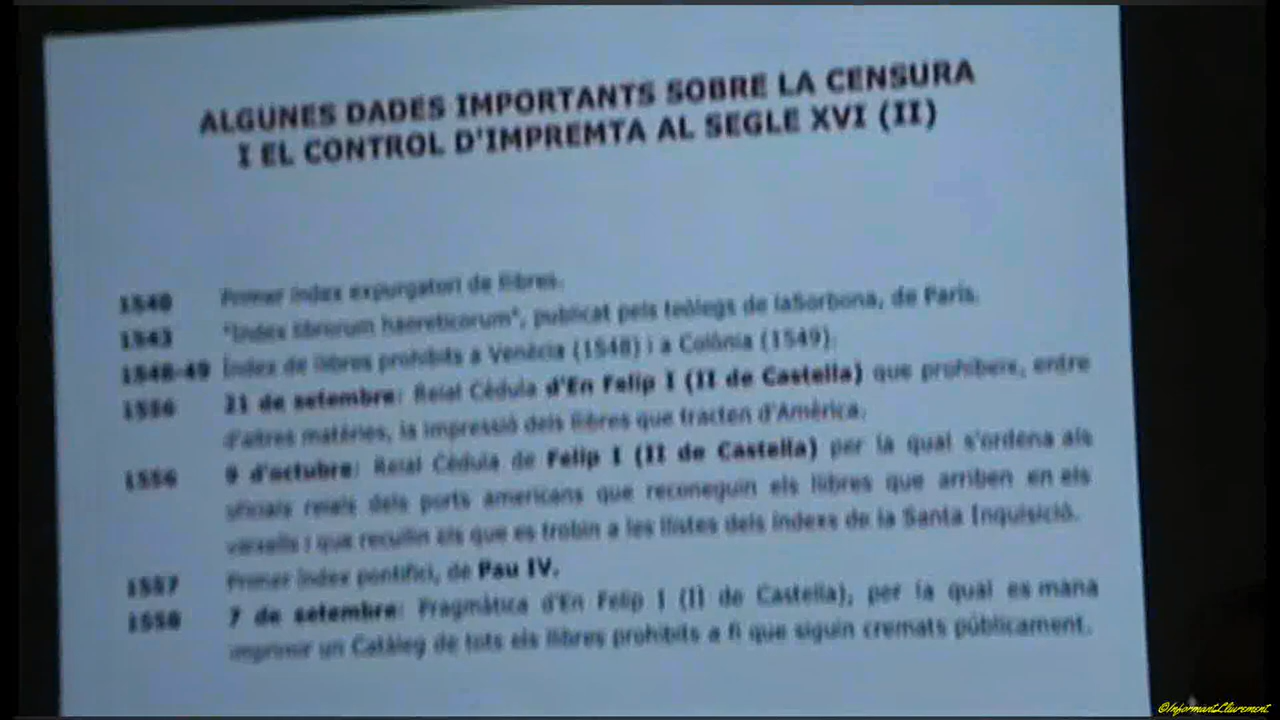 ALGUNES DADES IMPORTANTS SOBRE LA CENSURA
I EL CONTROL D'IMPREMTA AL SEGLE XVI (II)
1540 Primer índex expurgatori de llibres.
1543 "Index librorum haereticorum", publicat pels teòlegs de laSorbona, de París.
1548-49 Índex de llibres prohibits a Venècia (1548) i a Colònia (1549).
1556 21 de setembre: Reial Cèdula d'En Felip I (II de Castella) que prohibeix, entre
d'altres matèries, la impressió dels llibres que tracten d'Amèrica.
1556 9 d'octubre: Reial Cèdula de Felip I (II de Castella) per la qual s'ordena als
oficials reials dels ports americans que reconeguin els llibres que arriben en els
vaixells i que recullin els que es trobin a les llistes dels índexs de la Santa Inquisició.
1557 Primer índex pontifici, de Pau IV.
1558 7 de setembre: Pragmàtica d'En Felip I (II de Castella), per la qual es mana
imprimir un Catàleg de tots els llibres prohibits a fi que siguin cremats públicament.
©InformantLliurement